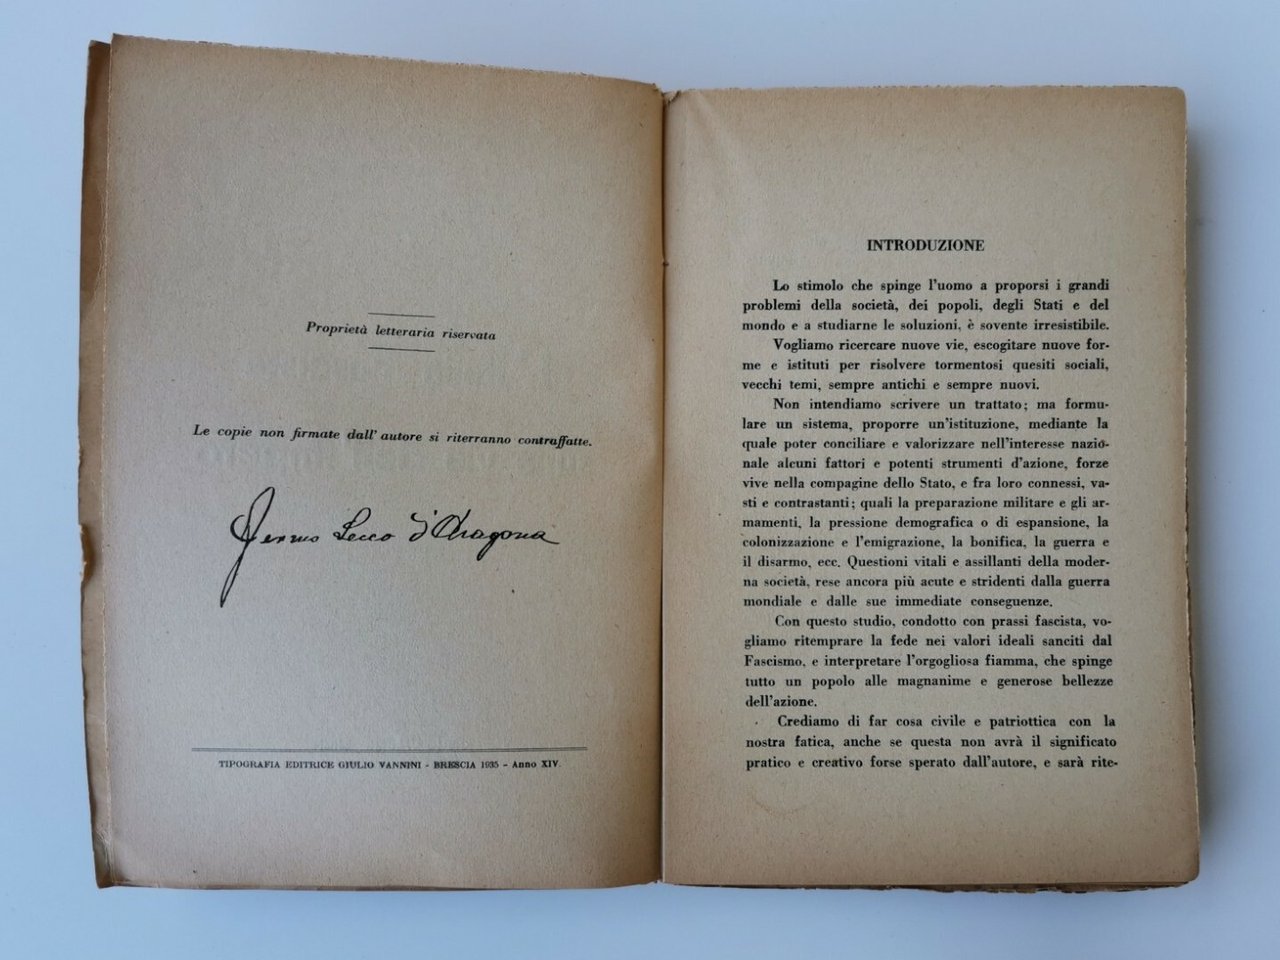 Proprietà letteraria riservata
Le copie non firmate dall' autore si riterranno contraffatte.
Lecco d'Aragona
TIPOGRAFIA EDITRICE GIULIO VANNINI - BRESCIA 1935 - Anno XIV.
INTRODUZIONE
Lo stimolo che spinge l'uomo a proporsi i grandi
problemi della società, dei popoli, degli Stati e del
mondo e a studiarne le soluzioni, è sovente irresistibile.
Vogliamo ricercare nuove vie, escogitare nuove for-
me e istituti per risolvere tormentosi quesiti sociali,
vecchi temi, sempre antichi e sempre nuovi.
Non intendiamo scrivere un trattato; ma formu-
lare un sistema, proporre un'istituzione, mediante la
quale poter conciliare e valorizzare nell'interesse nazio-
nale alcuni fattori e potenti strumenti d'azione, forze
vive nella compagine dello Stato, e fra loro connessi, va-
sti e contrastanti; quali la preparazione militare e gli ar-
mamenti, la pressione demografica o di espansione, la
colonizzazione e l'emigrazione, la bonifica, la guerra e
il disarmo, ecc. Questioni vitali e assillanti della moder-
na società, rese ancora più acute e stridenti dalla guerra
mondiale e dalle sue immediate conseguenze.
Con questo studio, condotto con prassi fascista, vo-
gliamo ritemprare la fede nei valori ideali sanciti dal
Fascismo, e interpretare l'orgogliosa fiamma, che spinge
tutto un popolo alle magnanime e generose bellezze
dell'azione.
Crediamo di far cosa civile e patriottica con la
nostra fatica, anche se questa non avrà il significato
pratico e creativo forse sperato dall'autore, e sarà rite-